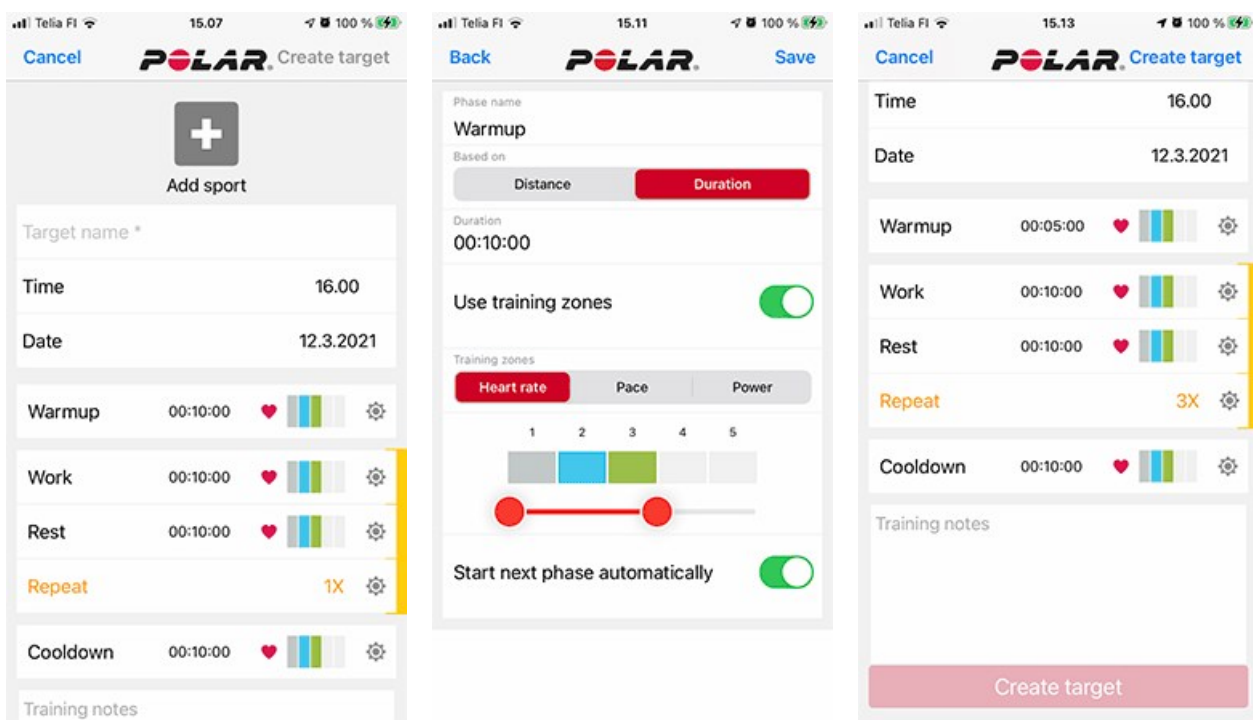 Telia FI 15.07 100 %
Cancel POLAR. Create target
Add sport
Target name *
Time 16.00
Date 12.3.2021
Warmup 00:10:00
Work 00:10:00
Rest 00:10:00
Repeat 1X
Cooldown 00:10:00
Training notes
Telia FI 15.11 100 %
Back POLAR. Save
Phase name
Warmup
Based on
Distance Duration
Duration
00:10:00
Use training zones
Training zones
Heart rate Pace Power
1 2 3 4 5
Start next phase automatically
Telia FI 15.13 100 %
Cancel POLAR. Create target
Time 16.00
Date 12.3.2021
Warmup 00:05:00
Work 00:10:00
Rest 00:10:00
Repeat 3X
Cooldown 00:10:00
Training notes
Create target